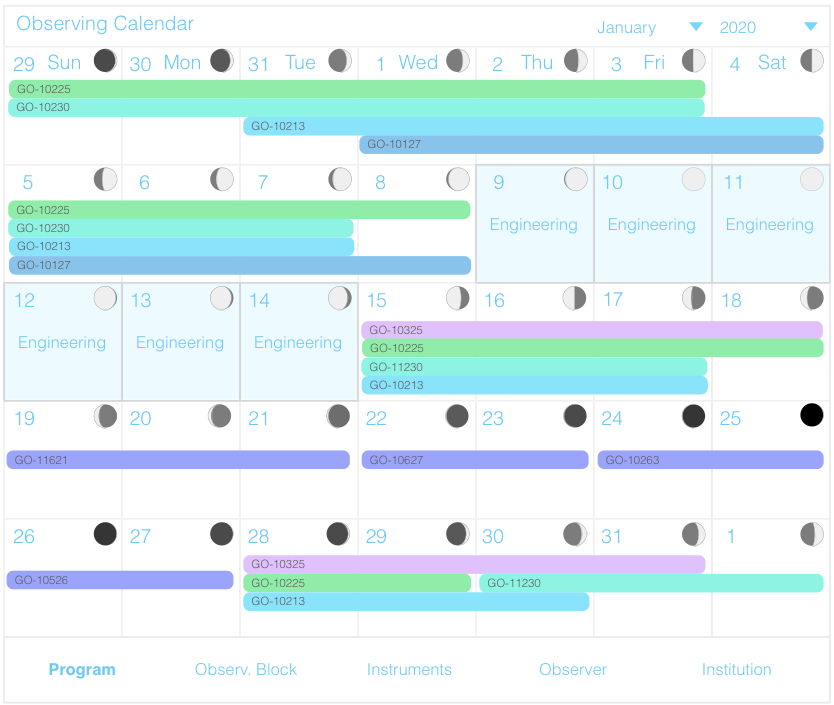 Observing Calendar January 2020
29 Sun 30 Mon 31 Tue 1 Wed 2 Thu 3 Fri 4 Sat
GO-10225
GO-10230
GO-10213
GO-10127
5 6 7 8 9 10 11
GO-10225
GO-10230
GO-10213
GO-10127
Engineering Engineering Engineering
12 13 14 15 16 17 18
Engineering Engineering Engineering
GO-10325
GO-10225
GO-11230
GO-10213
19 20 21 22 23 24 25
GO-11621 GO-10627 GO-10263
26 27 28 29 30 31 1
GO-10325
GO-10526
GO-10225 GO-11230
GO-10213
Program Observ. Block Instruments Observer Institution